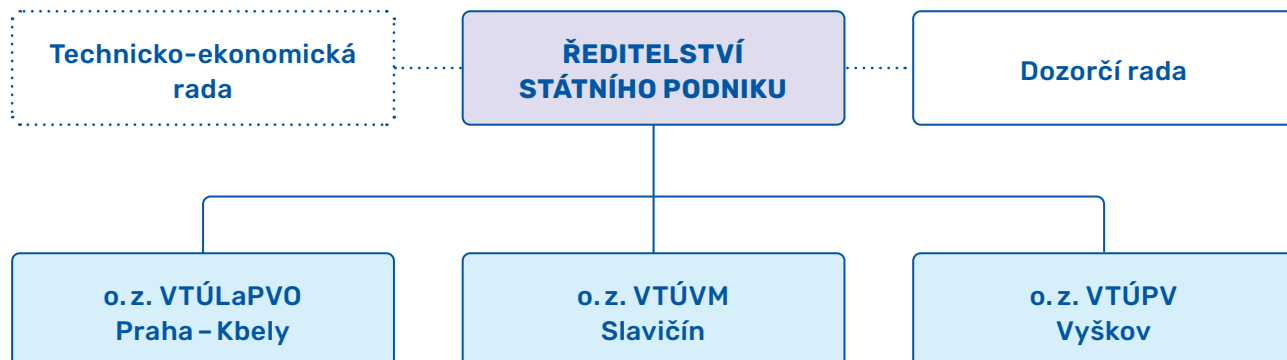 Technicko-ekonomická
rada
ŘEDITELSTVÍ
STÁTNÍHO PODNIKU
Dozorčí rada
o. z. VTÚLaPVO
Praha – Kbely
o. z. VTÚVM
Slavičín
o. z. VTÚPV
Vyškov